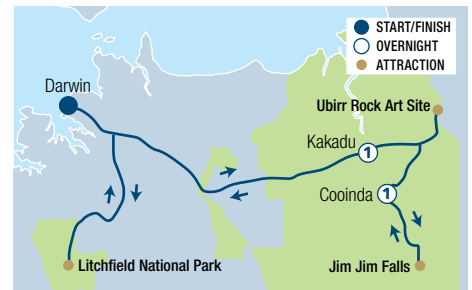 START/FINISH
1 OVERNIGHT
ATTRACTION
Darwin
Ubirr Rock Art Site
Kakadu 1
Cooinda 1
Litchfield National Park
Jim Jim Falls